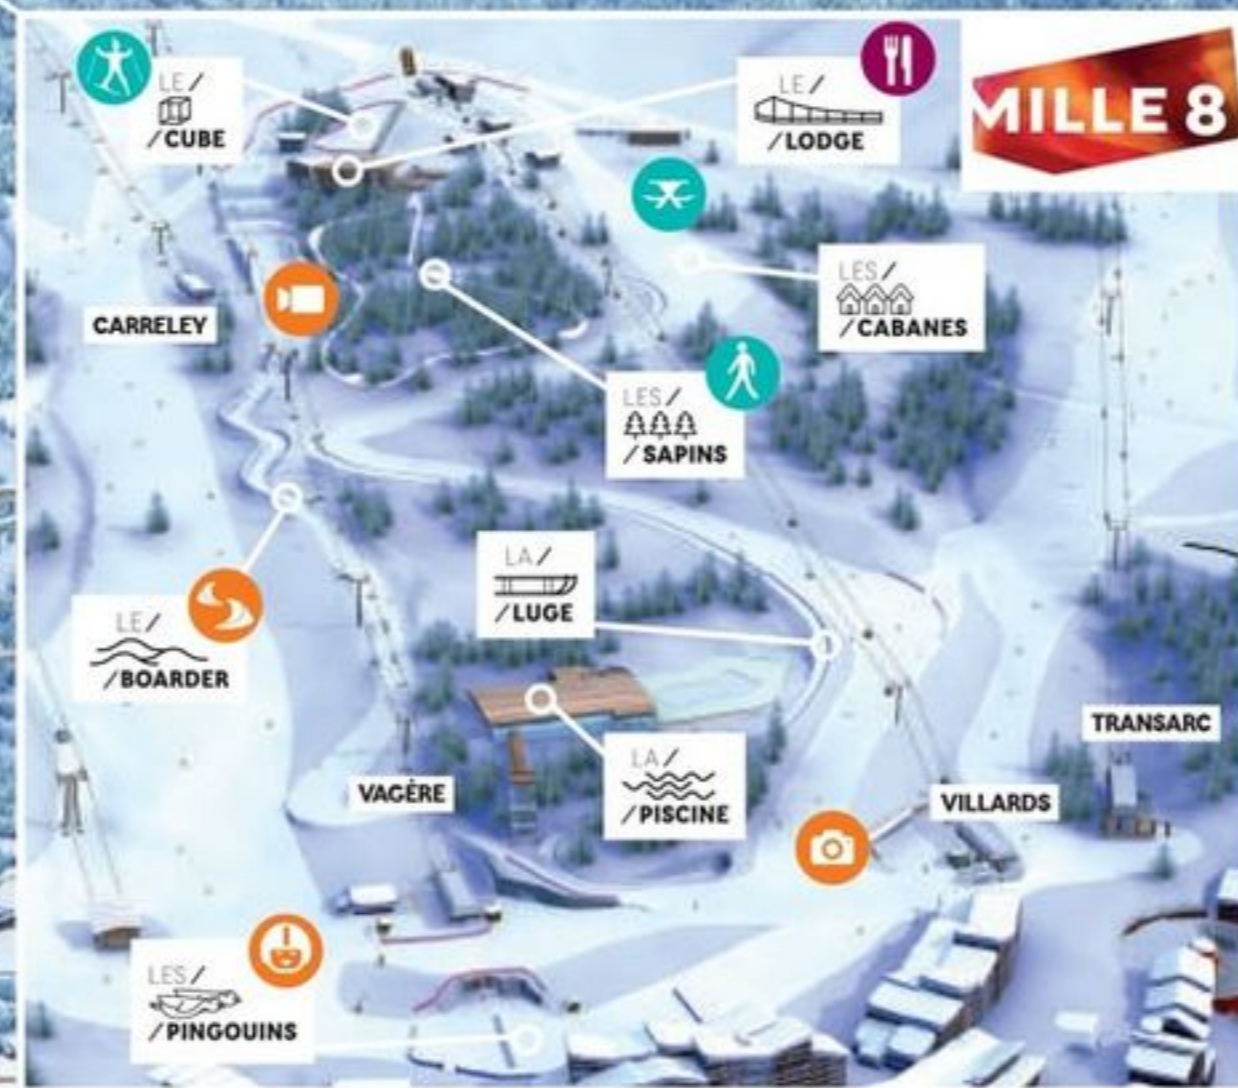 LE/
/CUBE
LE/
/LODGE
MILLE 8
LES/
/CABANES
CARRELEY
LES/
/SAPINS
LA/
/LUGE
LE/
/BOARDER
TRANSARC
LA/
/PISCINE
VAGÈRE
VILLARDS
LES/
/PINGOUINS